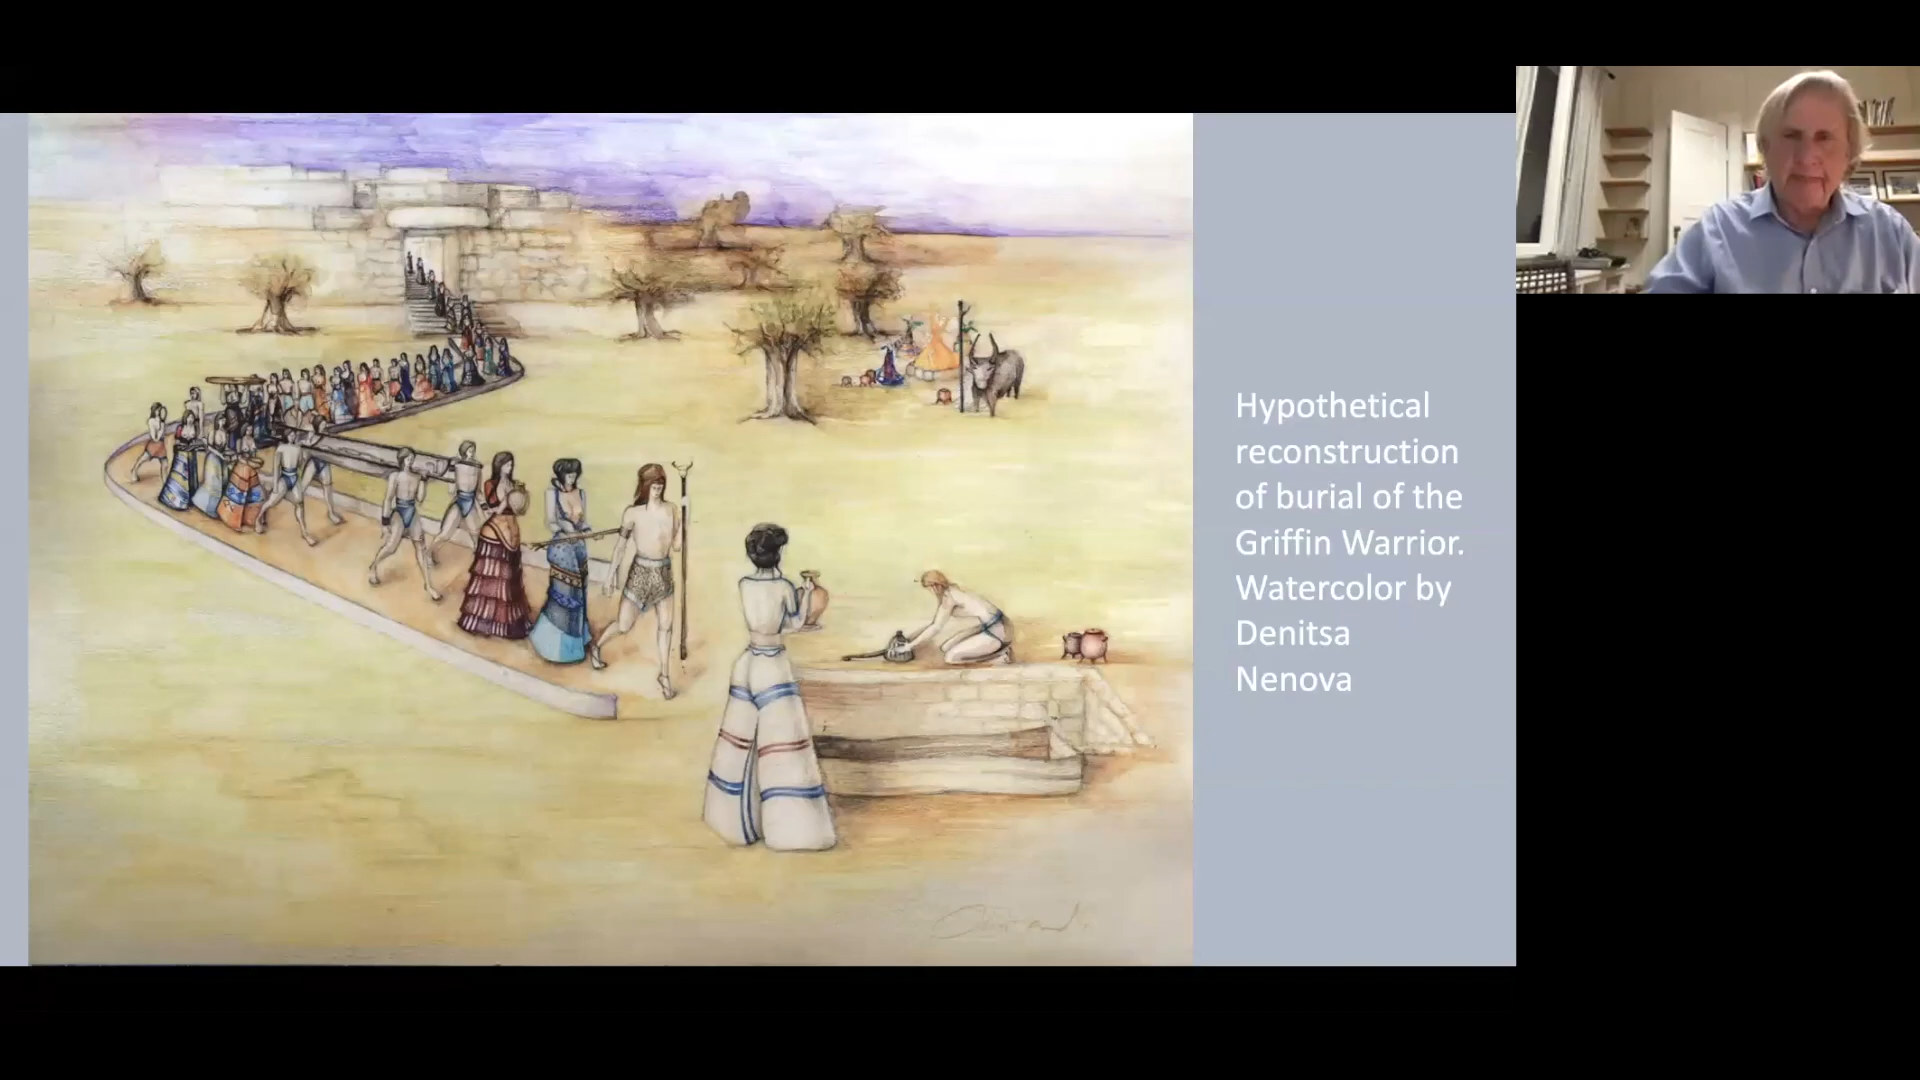 Hypothetical
reconstruction
of burial of the
Griffin Warrior.
Watercolor by
Denitsa
Nenova